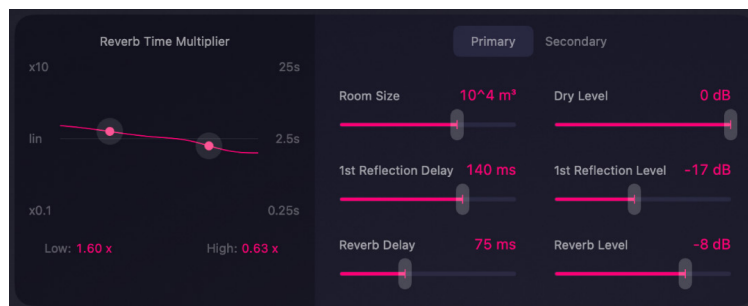 Reverb Time Multiplier
x10 25s
lin 2.5s
x0.1 0.25s
Low: 1.60 x High: 0.63 x
Primary Secondary
Room Size 10^4 m³ Dry Level 0 dB
1st Reflection Delay 140 ms 1st Reflection Level -17 dB
Reverb Delay 75 ms Reverb Level -8 dB